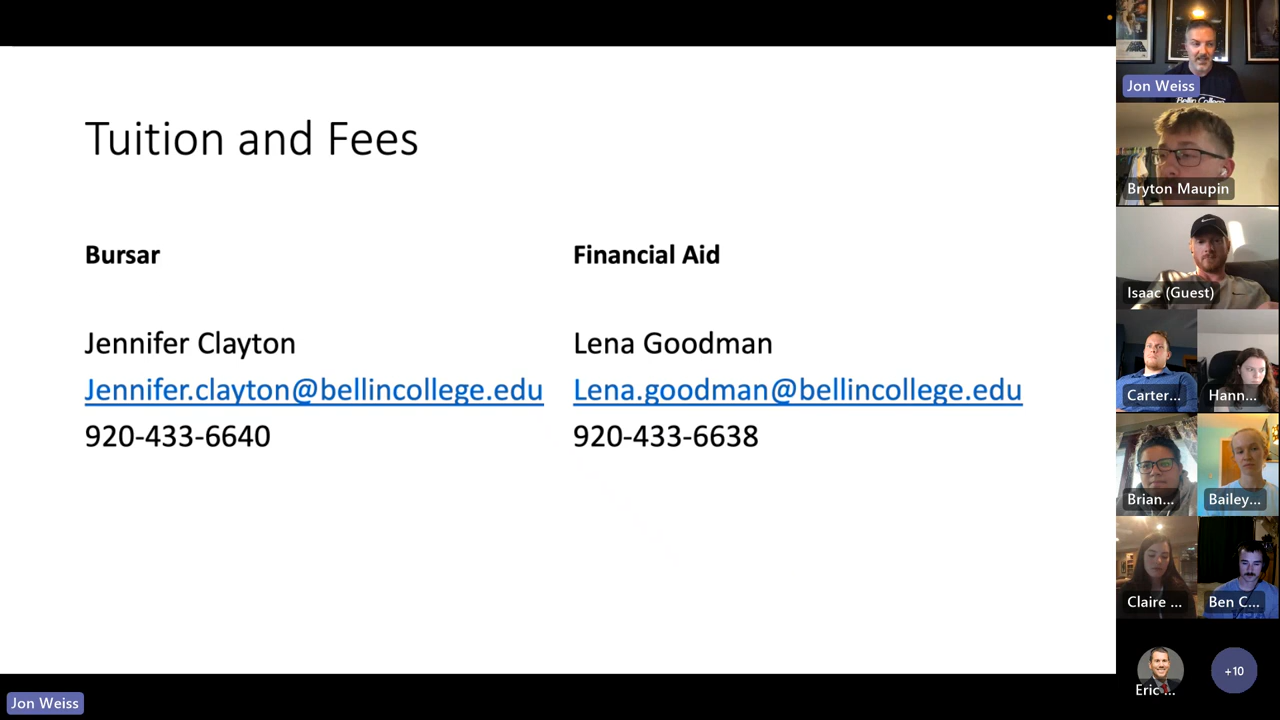 Tuition and Fees
Bursar
Jennifer Clayton
Jennifer.clayton@bellincollege.edu
920-433-6640
Financial Aid
Lena Goodman
Lena.goodman@bellincollege.edu
920-433-6638
Jon Weiss
Bellin College
Bryton Maupin
Isaac (Guest)
Carter...
Hann...
Brian...
Bailey...
Claire ...
Ben C...
Eric ...
+10
Jon Weiss